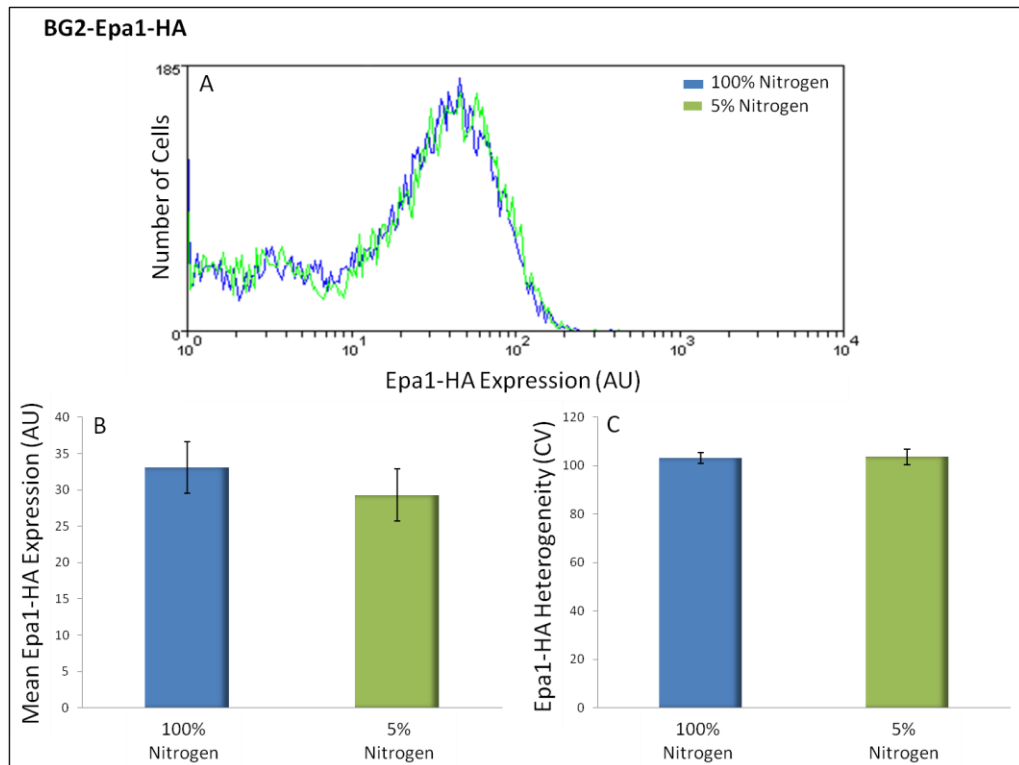 BG2-Epa1-HA
A
185
Number of Cells
0
10^0 10^1 10^2 10^3 10^4
Epa1-HA Expression (AU)
100% Nitrogen
5% Nitrogen
B
Mean Epa1-HA Expression (AU)
40
35
30
25
20
15
10
5
0
100% 5%
Nitrogen Nitrogen
C
Epa1-HA Heterogeneity (CV)
120
100
80
60
40
20
0
100% 5%
Nitrogen Nitrogen